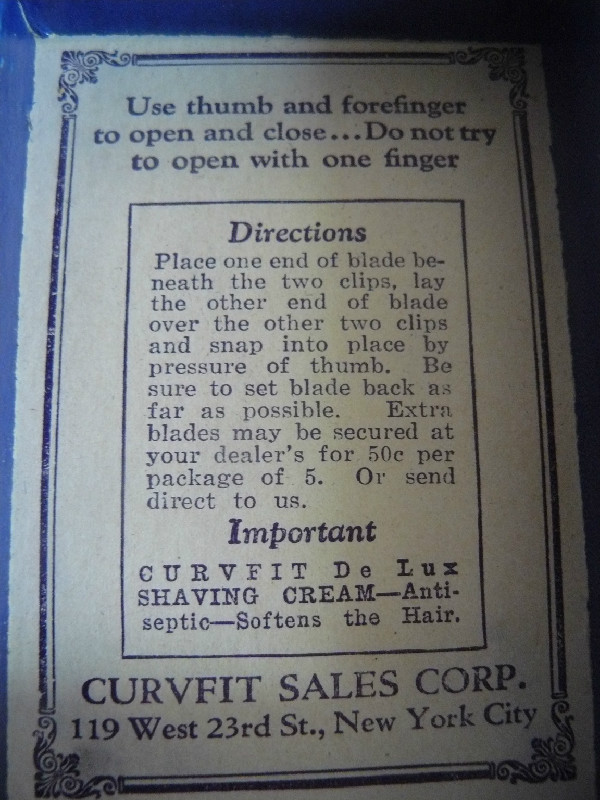 Use thumb and forefinger
to open and close...Do not try
to open with one finger
Directions
Place one end of blade be-
neath the two clips, lay
the other end of blade
over the other two clips
and snap into place by
pressure of thumb. Be
sure to set blade back as
far as possible. Extra
blades may be secured at
your dealer's for 50c per
package of 5. Or send
direct to us.
Important
CURVFIT De Lux
SHAVING CREAM—Anti-
septic—Softens the Hair.
CURVFIT SALES CORP.
119 West 23rd St., New York City